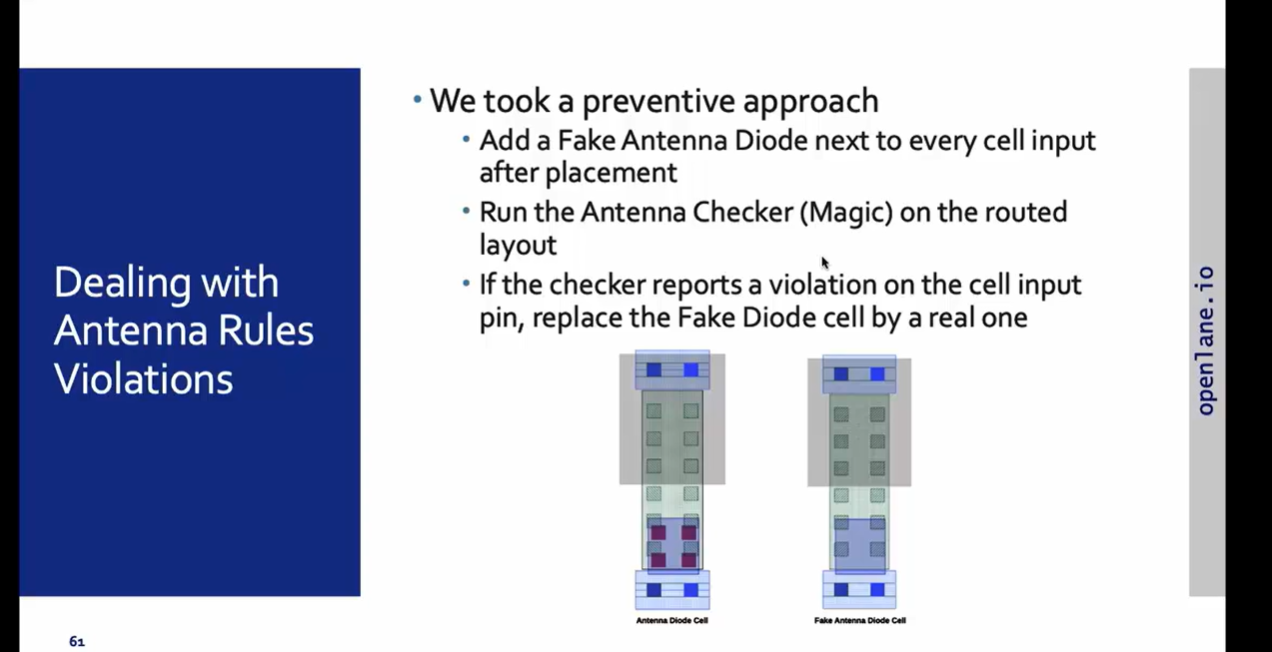 Dealing with
Antenna Rules
Violations
• We took a preventive approach
• Add a Fake Antenna Diode next to every cell input
after placement
• Run the Antenna Checker (Magic) on the routed
layout
• If the checker reports a violation on the cell input
pin, replace the Fake Diode cell by a real one
Antenna Diode Cell
Fake Antenna Diode Cell
openlane.io
61